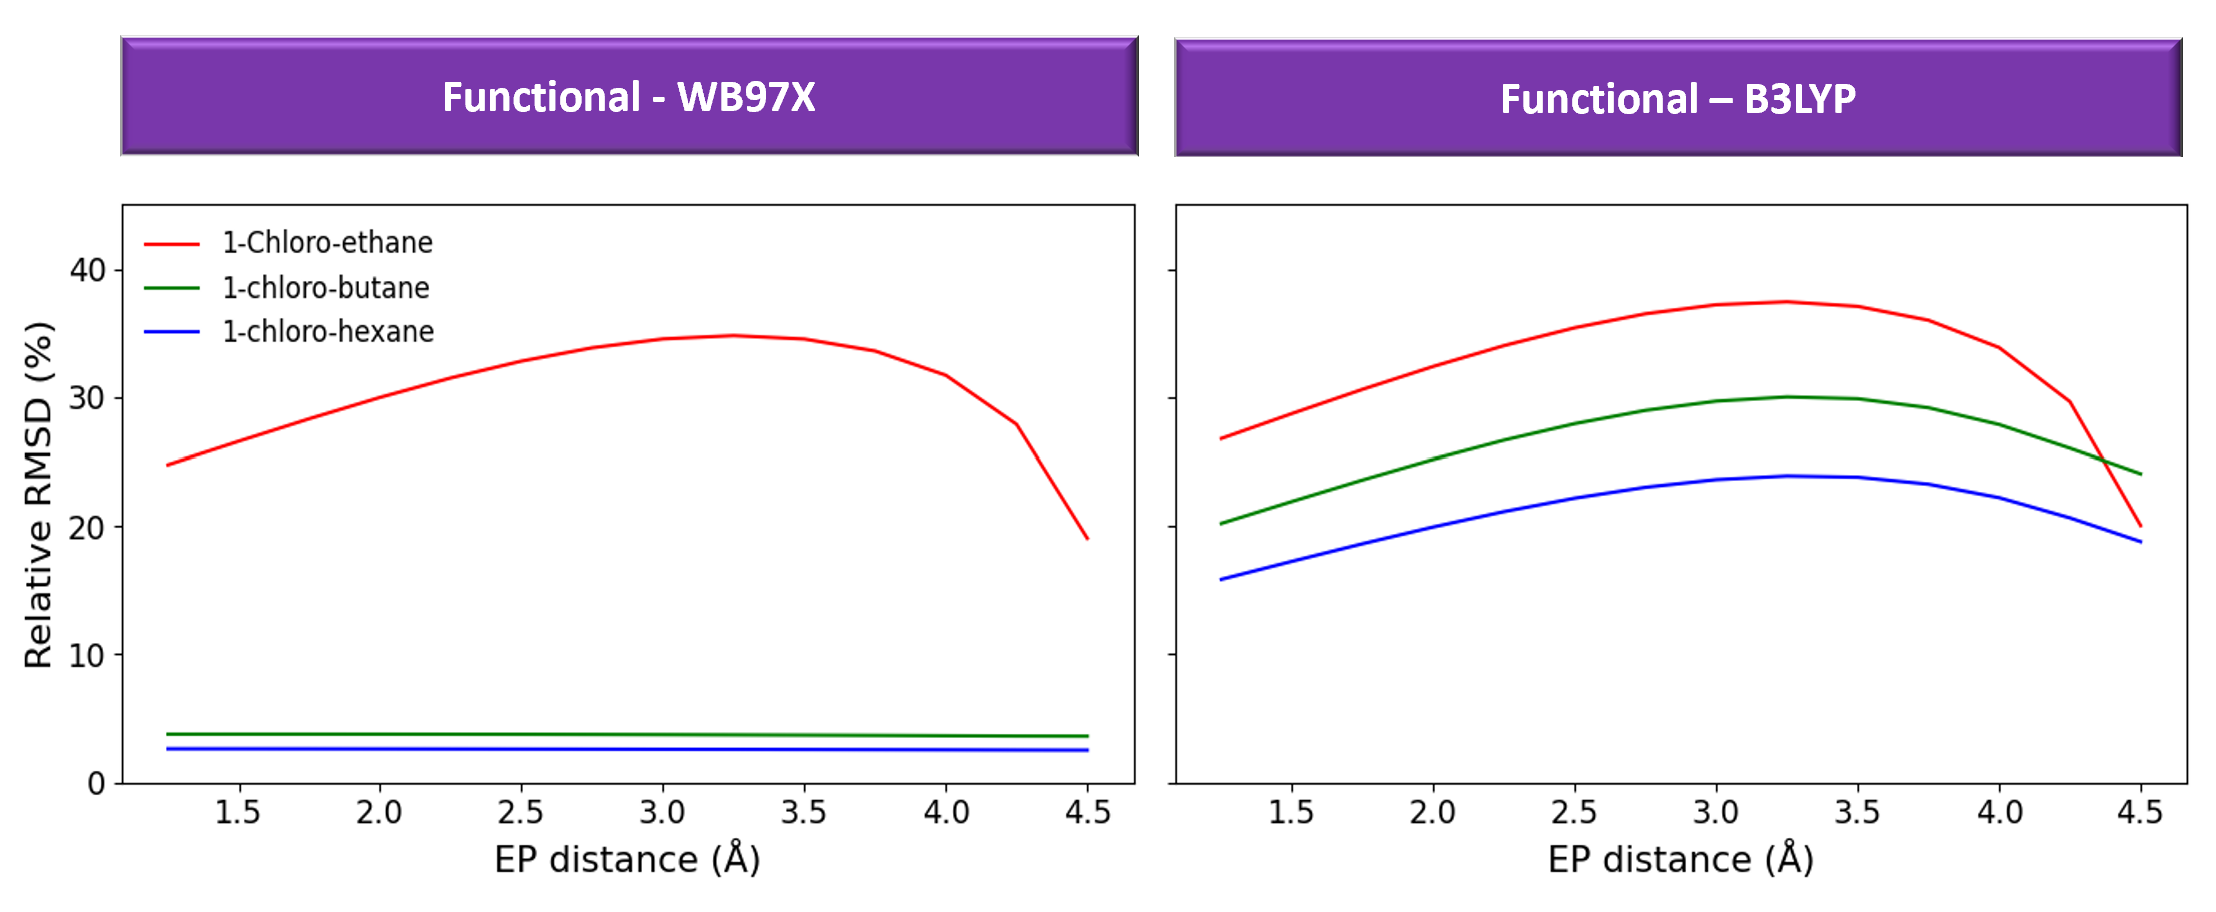 Functional - WB97X
Functional – B3LYP
1-Chloro-ethane
1-chloro-butane
1-chloro-hexane
Relative RMSD (%)
40
30
20
10
0
1.5 2.0 2.5 3.0 3.5 4.0 4.5
EP distance (Å)
1.5 2.0 2.5 3.0 3.5 4.0 4.5
EP distance (Å)